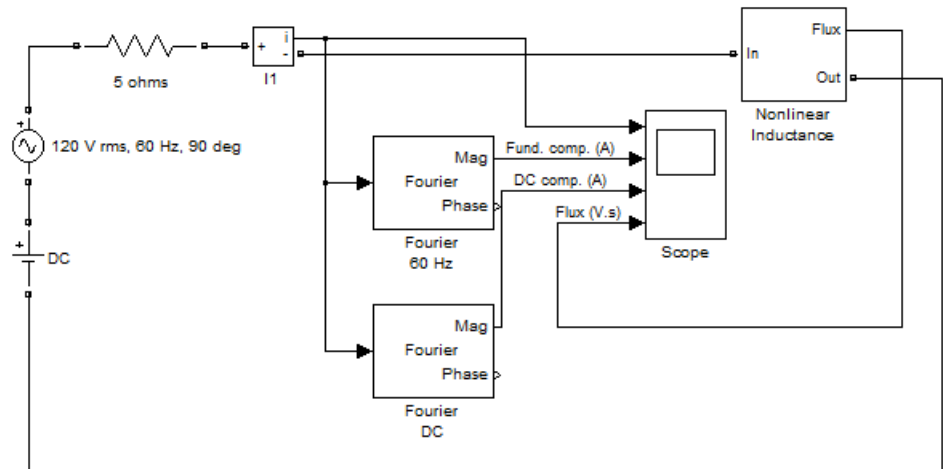 i
+
-
I1
5 ohms
+
120 V rms, 60 Hz, 90 deg
+
DC
Flux
In
Out
Nonlinear
Inductance
Mag
Fourier
Phase
Fourier
60 Hz
Fund. comp. (A)
DC comp. (A)
Flux (V.s)
Scope
Mag
Fourier
Phase
Fourier
DC